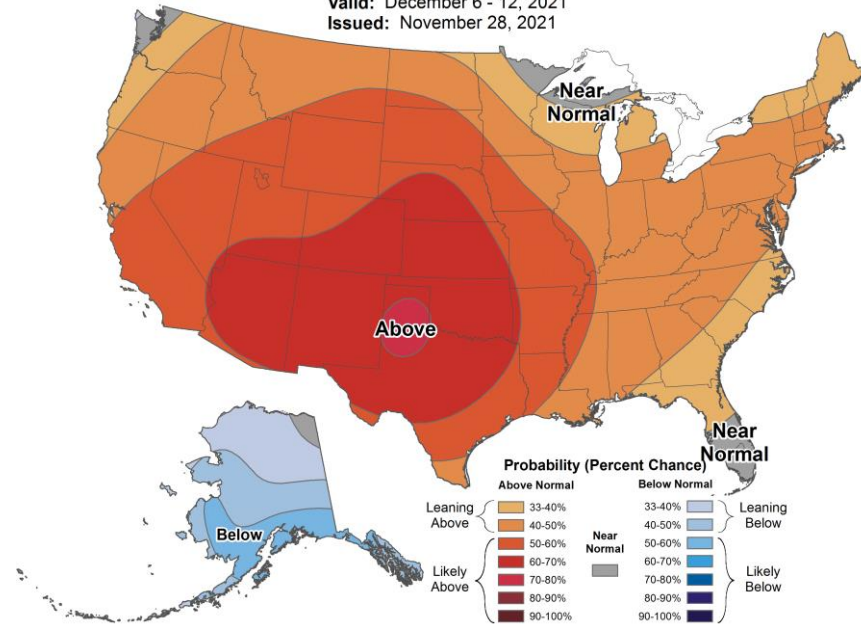 Valid: December 6 - 12, 2021
Issued: November 28, 2021
Near
Normal
Above
Near
Normal
Below
Probability (Percent Chance)
Above Normal
Below Normal
Leaning
Above
33-40%
40-50%
Likely
Above
50-60%
60-70%
70-80%
80-90%
90-100%
Near
Normal
33-40%
40-50%
Leaning
Below
50-60%
60-70%
70-80%
80-90%
90-100%
Likely
Below